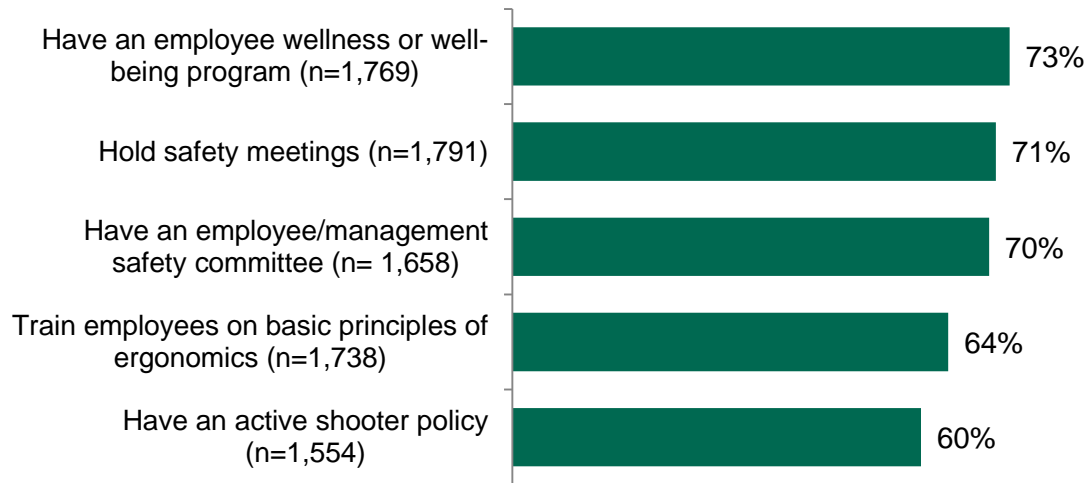 Have an employee wellness or well-
being program (n=1,769)
73%
Hold safety meetings (n=1,791)
71%
Have an employee/management
safety committee (n= 1,658)
70%
Train employees on basic principles of
ergonomics (n=1,738)
64%
Have an active shooter policy
(n=1,554)
60%